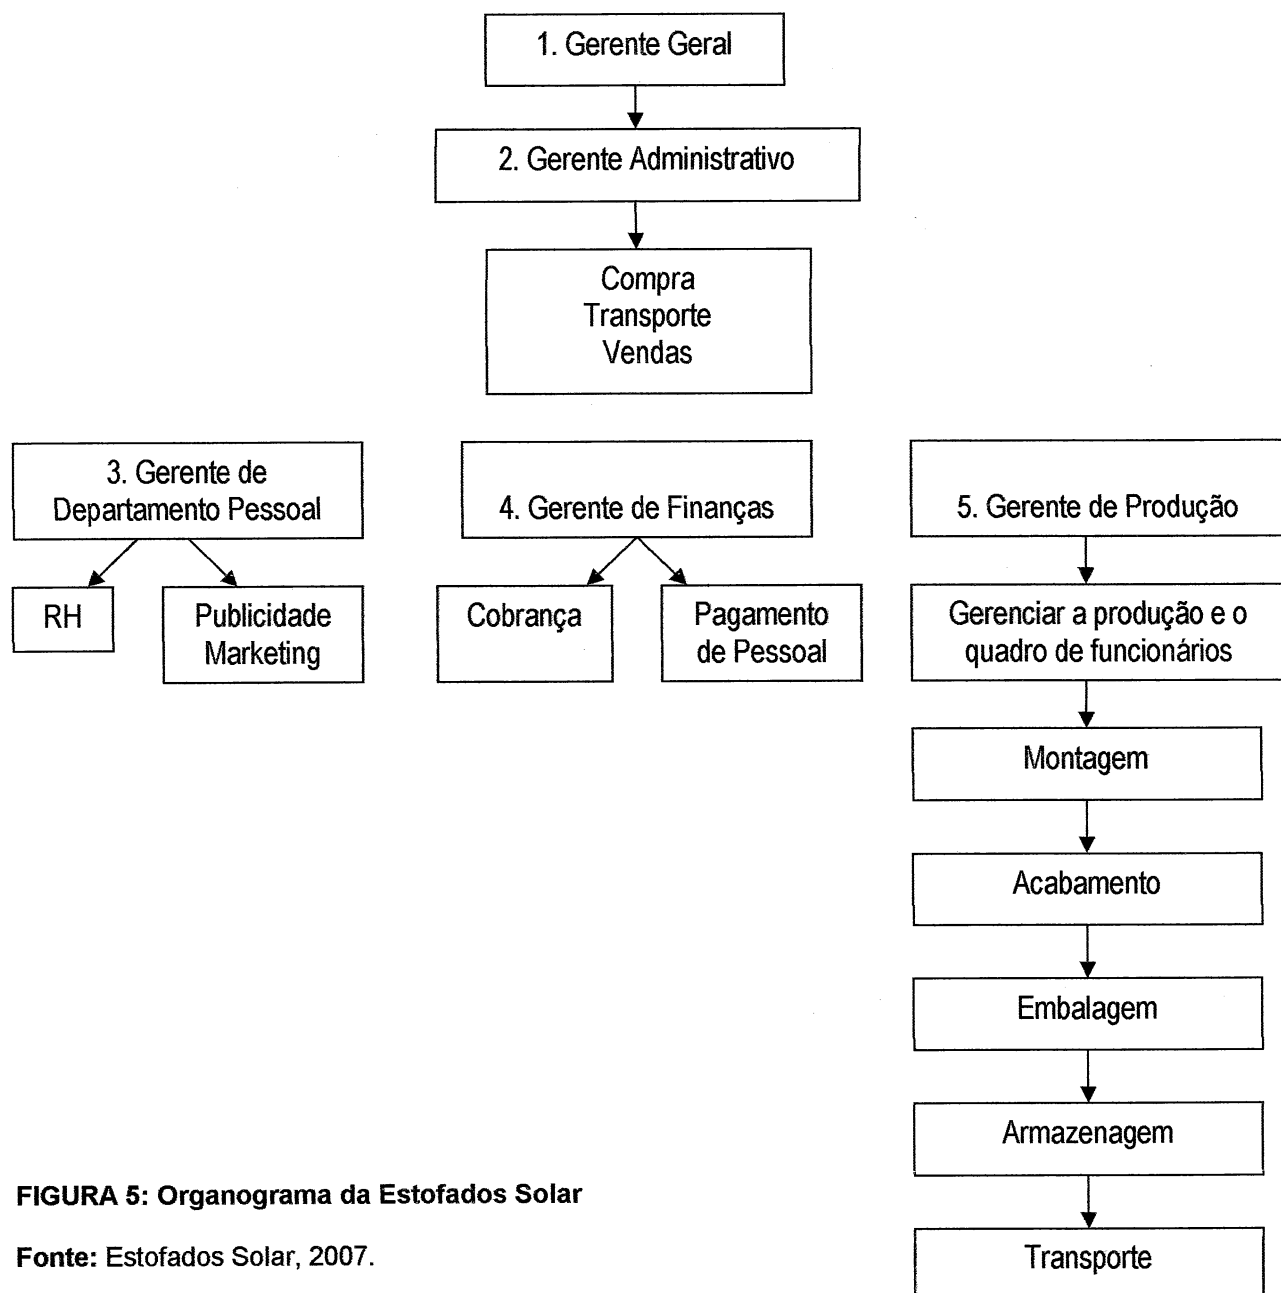 1. Gerente Geral
2. Gerente Administrativo
Compra
Transporte
Vendas
3. Gerente de
Departamento Pessoal
4. Gerente de Finanças
5. Gerente de Produção
RH
Publicidade
Marketing
Cobrança
Pagamento
de Pessoal
Gerenciar a produção e o
quadro de funcionários
Montagem
Acabamento
Embalagem
Armazenagem
Transporte
FIGURA 5: Organograma da Estofados Solar
Fonte: Estofados Solar, 2007.